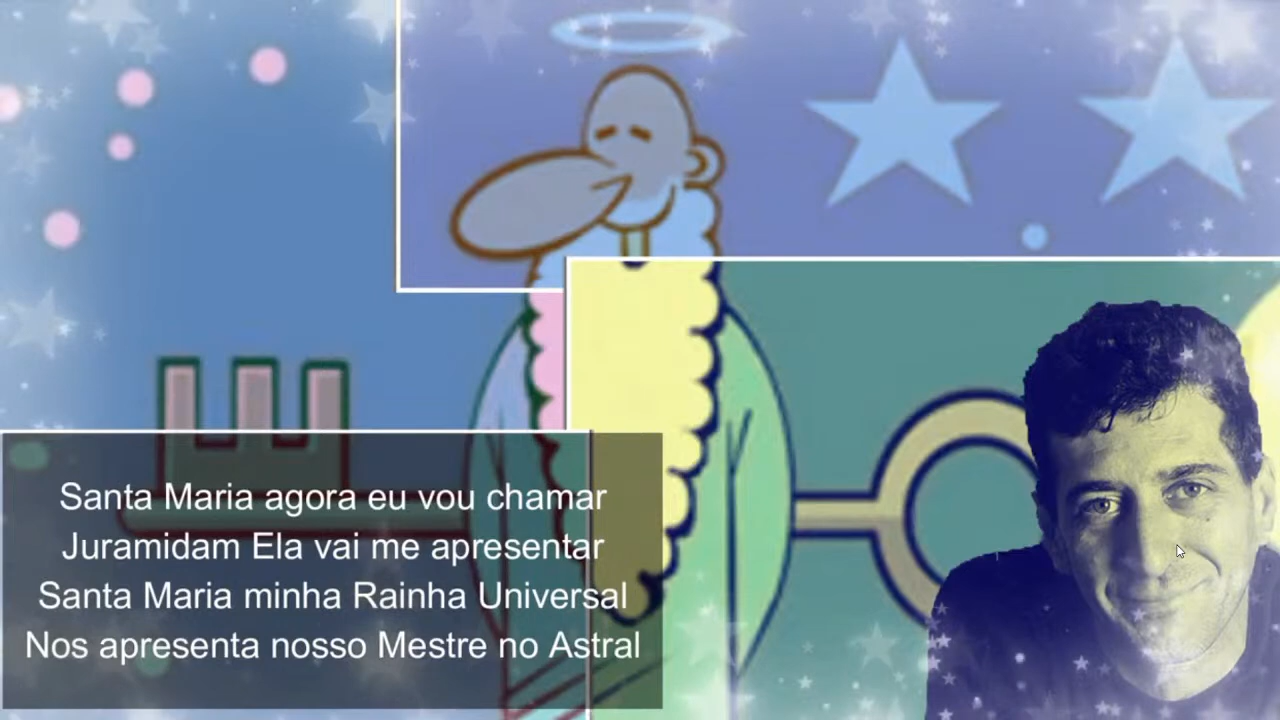 Santa Maria agora eu vou chamar
Juramidam Ela vai me apresentar
Santa Maria minha Rainha Universal
Nos apresenta nosso Mestre no Astral